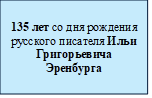 135 лет со дня рождения
русского писателя Ильи
Григорьевича
Эренбурга